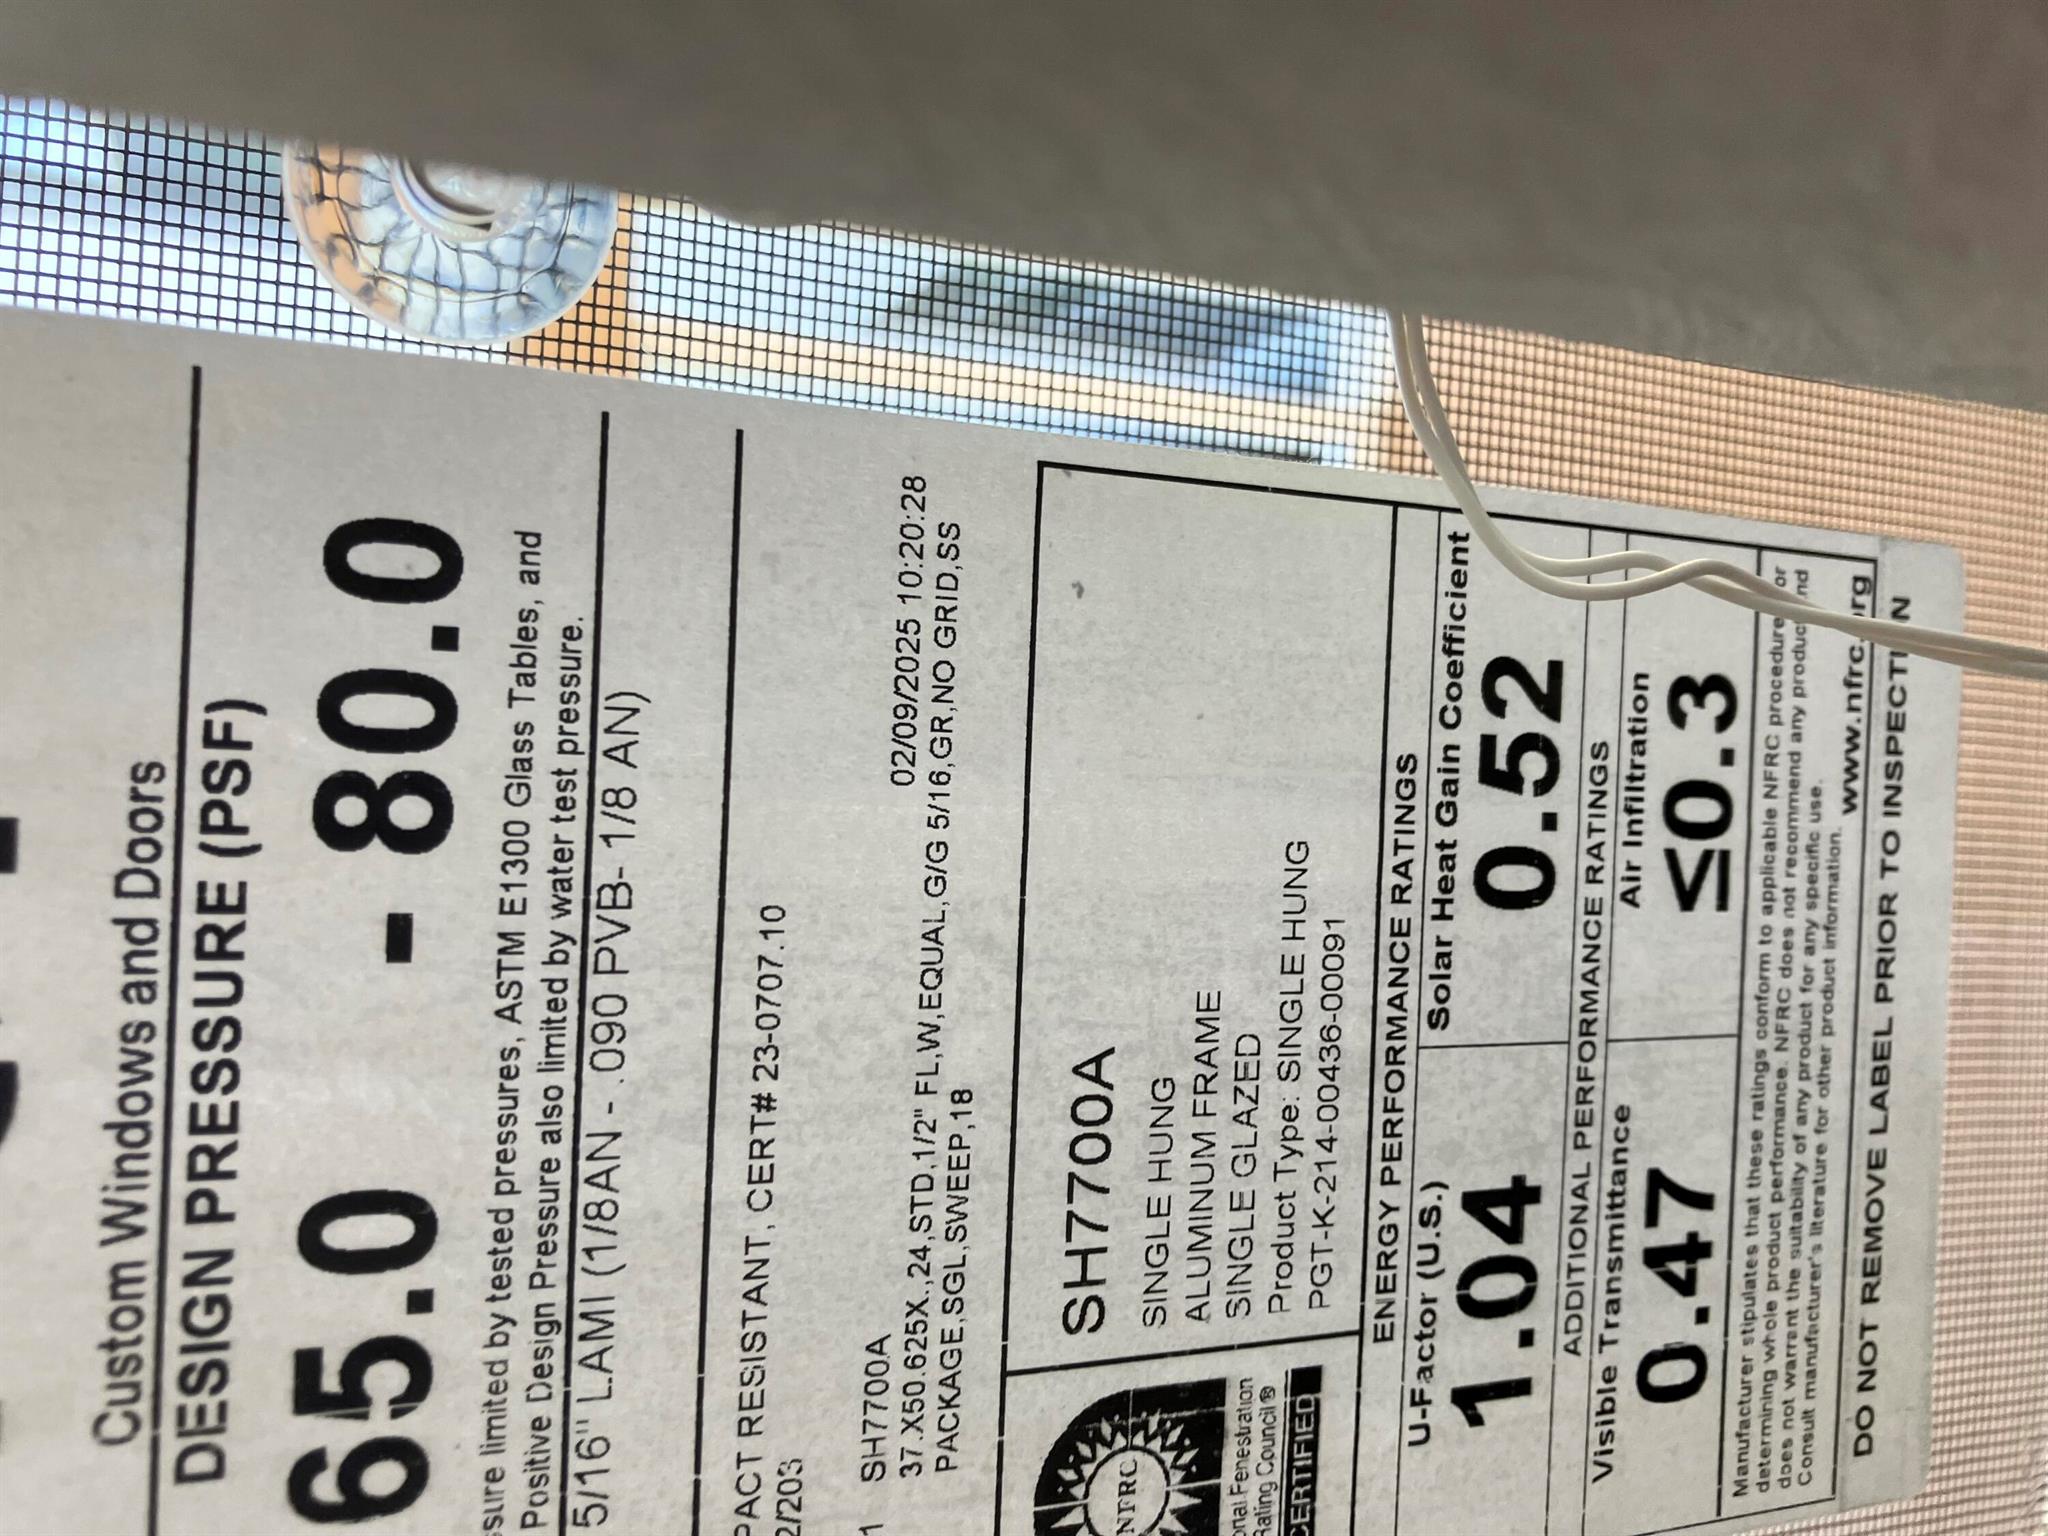 Custom Windows and Doors
DESIGN PRESSURE (PSF)
65.0 - 80.0
ssure limited by tested pressures, ASTM E1300 Glass Tables, and
Positive Design Pressure also limited by water test pressure.
5/16" LAMI (1/8AN - .090 PVB- 1/8 AN)
PACT RESISTANT, CERT# 23-0707.10
2/203
02/09/2025 10:20:28
1 SH7700A
37.X50.625X.,24,STD,1/2" FL,W,EQUAL,G/G 5/16,GR,NO GRID,SS
PACKAGE,SGL,SWEEP,18
SH7700A
SINGLE HUNG
ALUMINUM FRAME
SINGLE GLAZED
Product Type: SINGLE HUNG
PGT-K-214-00436-00091
NFRC
onal Fenestration
Rating Council®
CERTIFIED
ENERGY PERFORMANCE RATINGS
U-Factor (U.S.) Solar Heat Gain Coefficient
1.04 0.52
ADDITIONAL PERFORMANCE RATINGS
Visible Transmittance Air Infiltration
0.47 ≤0.3
Manufacturer stipulates that these ratings conform to applicable NFRC procedure or
determining whole product performance. NFRC does not recommend any produc nd
does not warrant the suitability of any product for any specific use.
Consult manufacturer's literature for other product information.
www.nfrc. rg
DO NOT REMOVE LABEL PRIOR TO INSPECTI N